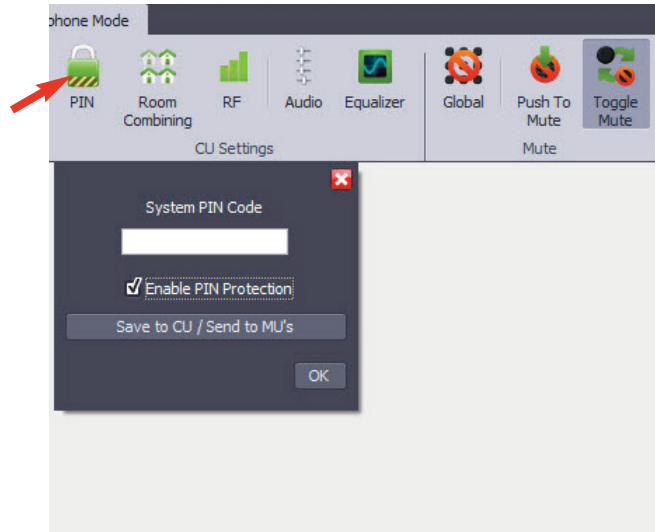 phone Mode
PIN
Room
Combining
RF
Audio
Equalizer
Global
Push To
Mute
Toggle
Mute
CU Settings
Mute
System PIN Code
Enable PIN Protection
Save to CU / Send to MU's
OK